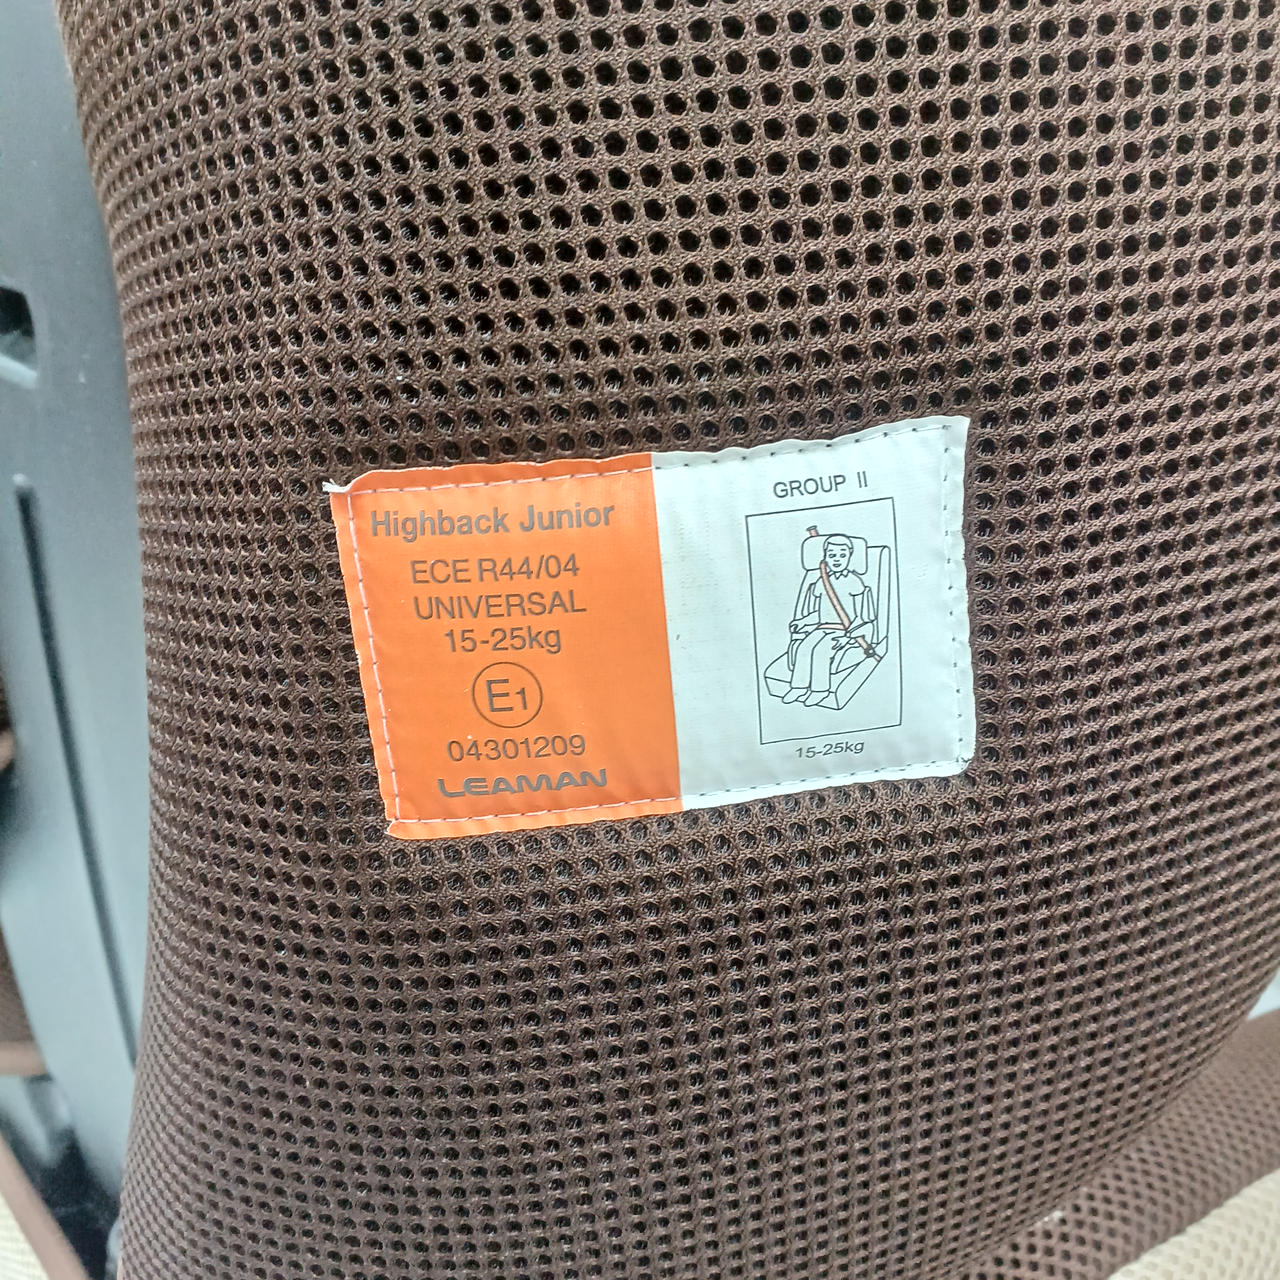 Highback Junior
ECE R44/04
UNIVERSAL
15-25kg
E1
04301209
LEAMAN
GROUP II
15-25kg